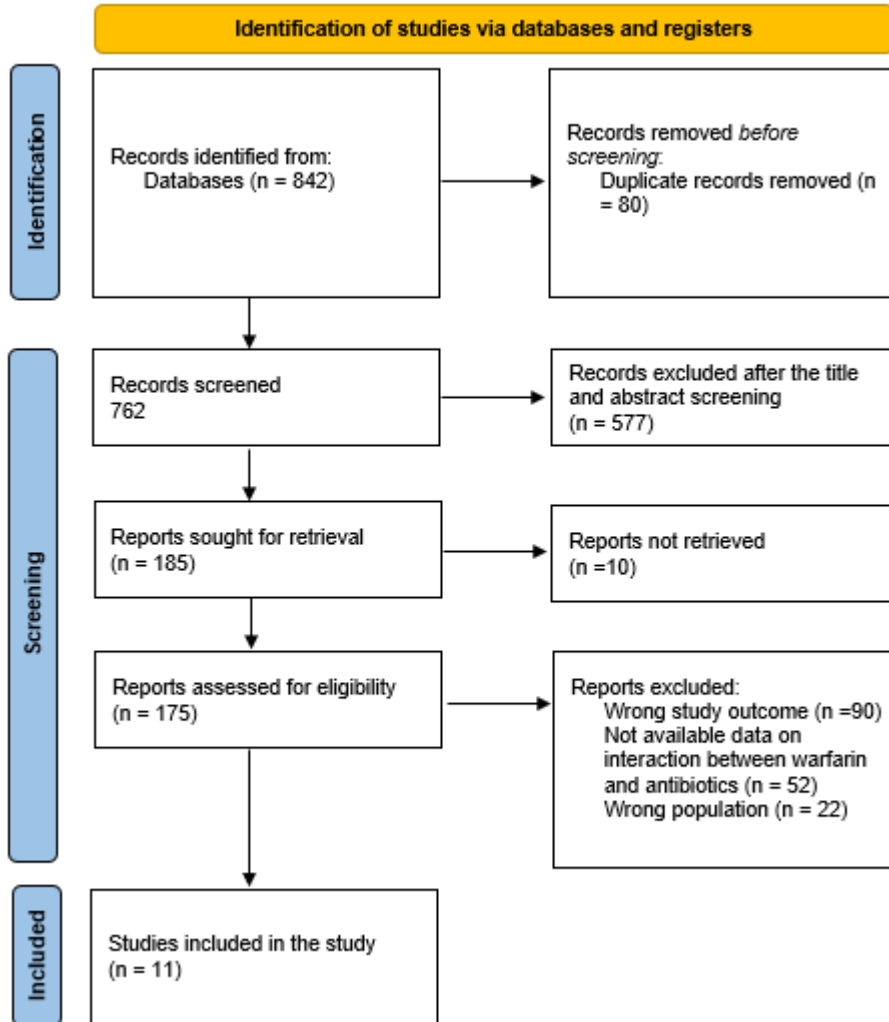 Identification of studies via databases and registers
Identification
Records identified from:
Databases (n = 842)
Records removed before
screening:
Duplicate records removed (n
= 80)
Screening
Records screened
762
Records excluded after the title
and abstract screening
(n = 577)
Reports sought for retrieval
(n = 185)
Reports not retrieved
(n =10)
Reports assessed for eligibility
(n = 175)
Reports excluded:
Wrong study outcome (n =90)
Not available data on
interaction between warfarin
and antibiotics (n = 52)
Wrong population (n = 22)
Included
Studies included in the study
(n = 11)